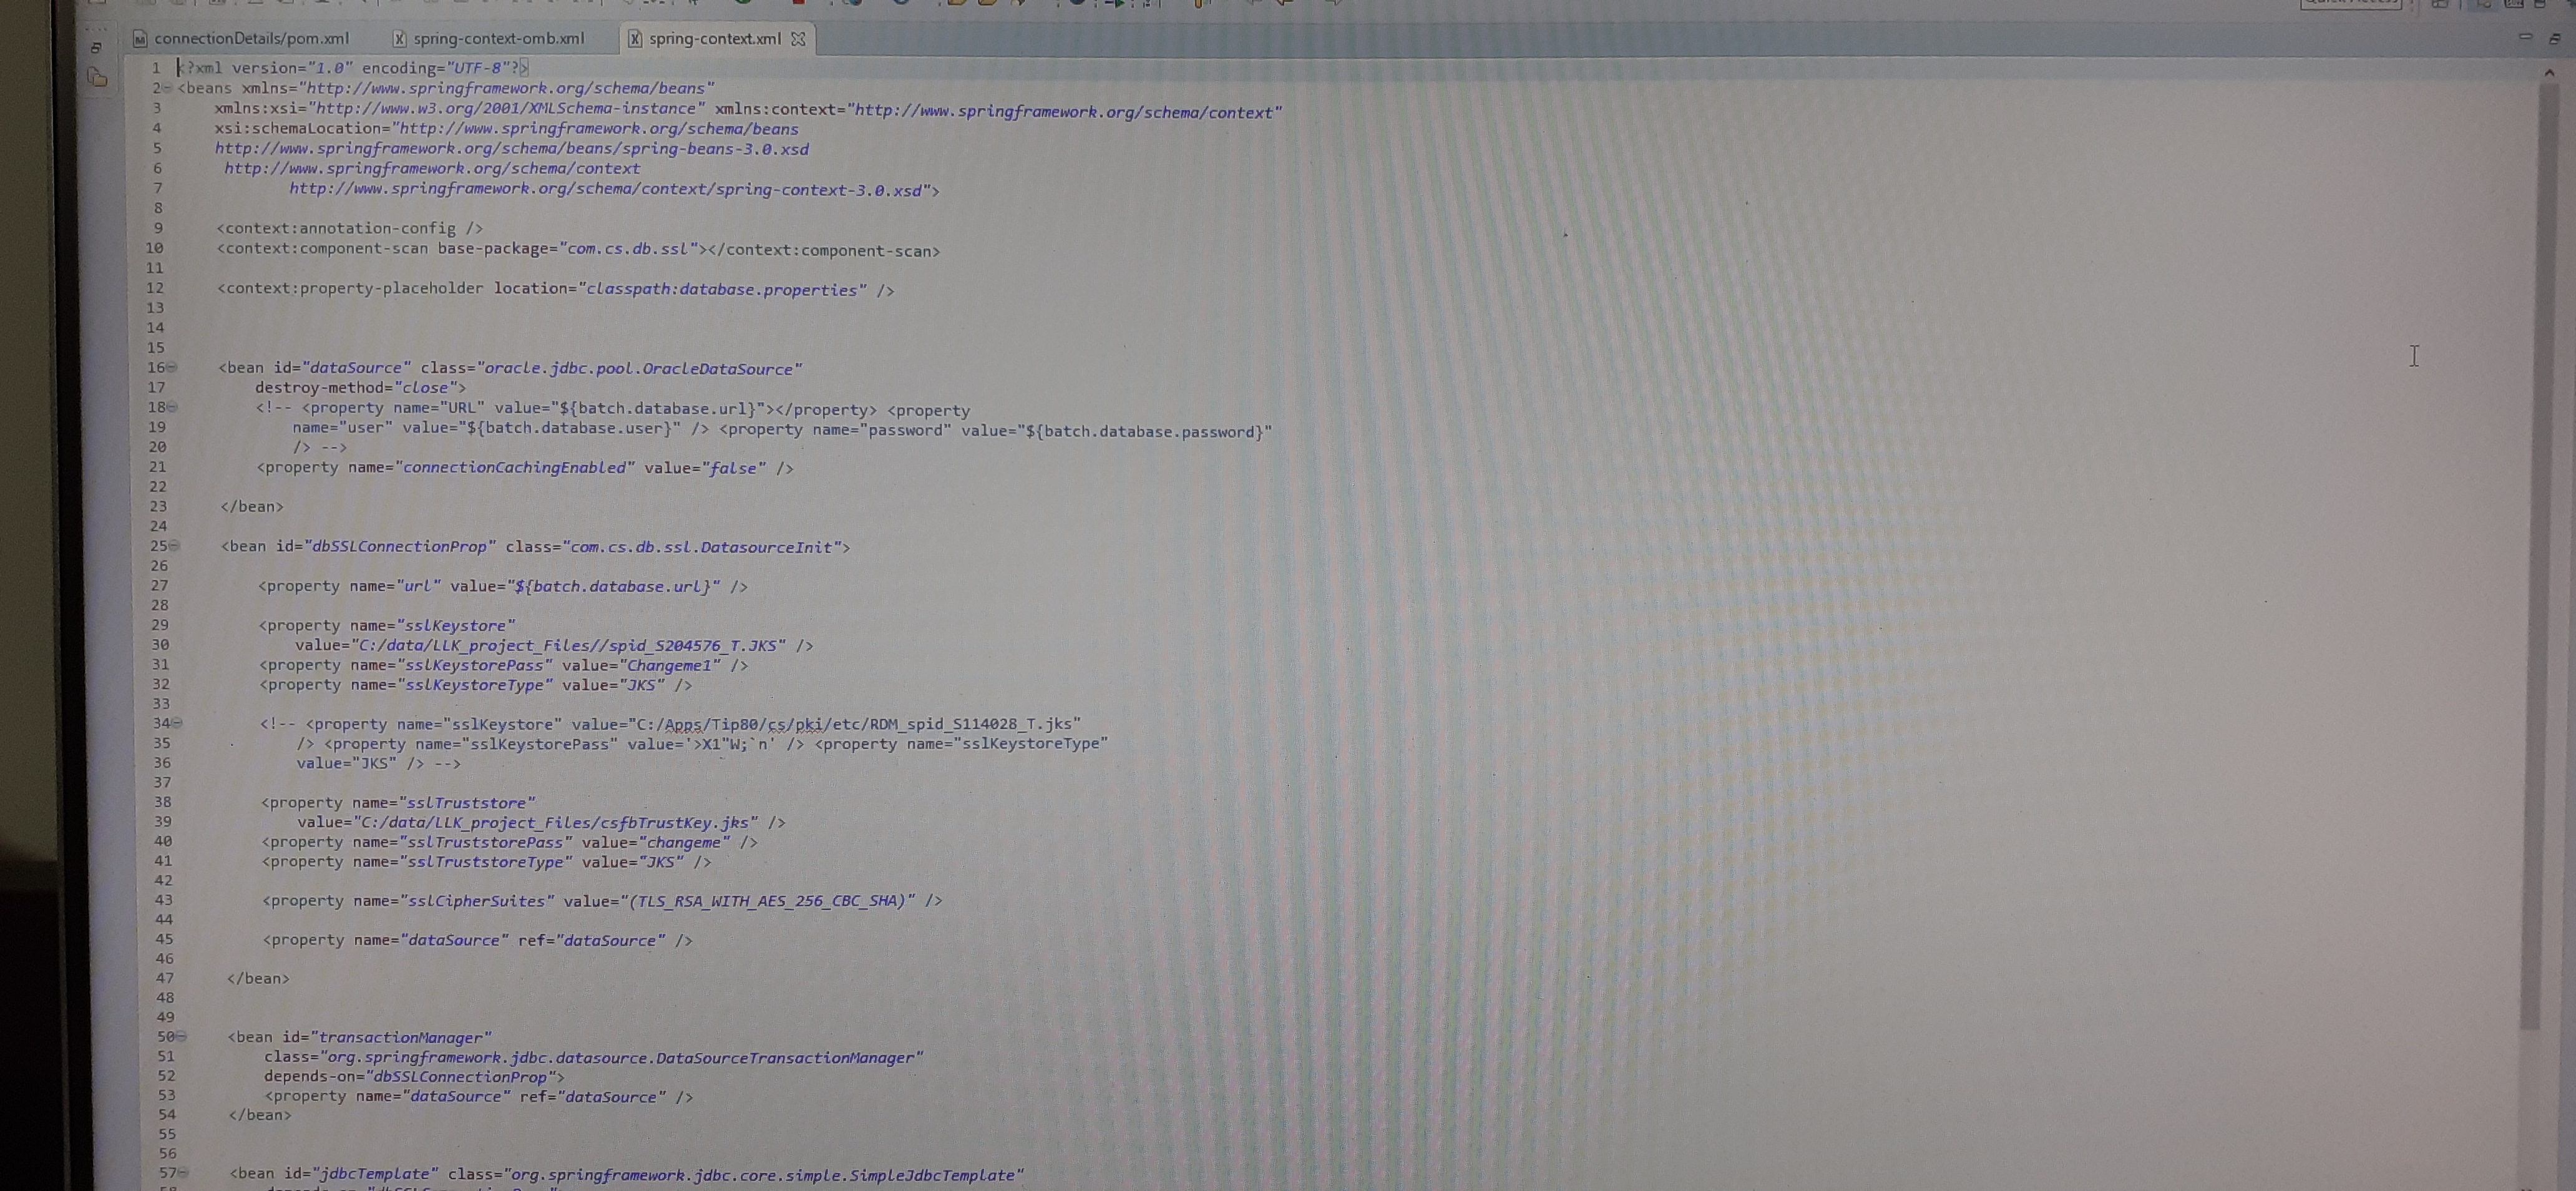 connectionDetails/pom.xml spring-context-omb.xml spring-context.xml
1 <?xml version="1.0" encoding="UTF-8"?>
2 <beans xmlns="http://www.springframework.org/schema/beans"
3 xmlns:xsi="http://www.w3.org/2001/XMLSchema-instance" xmlns:context="http://www.springframework.org/schema/context"
4 xsi:schemaLocation="http://www.springframework.org/schema/beans
5 http://www.springframework.org/schema/beans/spring-beans-3.0.xsd
6 http://www.springframework.org/schema/context
7 http://www.springframework.org/schema/context/spring-context-3.0.xsd">
8
9 <context:annotation-config />
10 <context:component-scan base-package="com.cs.db.ssl"></context:component-scan>
11
12 <context:property-placeholder location="classpath:database.properties" />
13
14
15
16 <bean id="dataSource" class="oracle.jdbc.pool.OracleDataSource"
17 destroy-method="close">
18 <!-- <property name="URL" value="${batch.database.url}"></property> <property
19 name="user" value="${batch.database.user}" /> <property name="password" value="${batch.database.password}"
20 /> -->
21 <property name="connectionCachingEnabled" value="false" />
22
23 </bean>
24
25 <bean id="dbSSLConnectionProp" class="com.cs.db.ssl.DatasourceInit">
26
27 <property name="url" value="${batch.database.url}" />
28
29 <property name="sslKeystore"
30 value="C:/data/LLK_project_Files//spid_S204576_T.JKS" />
31 <property name="sslKeystorePass" value="Changeme1" />
32 <property name="sslKeystoreType" value="JKS" />
33
34 <!-- <property name="sslKeystore" value="C:/Apps/Tip80/cs/pki/etc/RDM_spid_S114028_T.jks"
35 /> <property name="sslKeystorePass" value='>X1"W;`n' /> <property name="sslKeystoreType"
36 value="JKS" /> -->
37
38 <property name="sslTruststore"
39 value="C:/data/LLK_project_Files/csfbTrustKey.jks" />
40 <property name="sslTruststorePass" value="changeme" />
41 <property name="sslTruststoreType" value="JKS" />
42
43 <property name="sslCipherSuites" value="(TLS_RSA_WITH_AES_256_CBC_SHA)" />
44
45 <property name="dataSource" ref="dataSource" />
46
47 </bean>
48
49
50 <bean id="transactionManager"
51 class="org.springframework.jdbc.datasource.DataSourceTransactionManager"
52 depends-on="dbSSLConnectionProp">
53 <property name="dataSource" ref="dataSource" />
54 </bean>
55
56
57 <bean id="jdbcTemplate" class="org.springframework.jdbc.core.simple.SimpleJdbcTemplate"